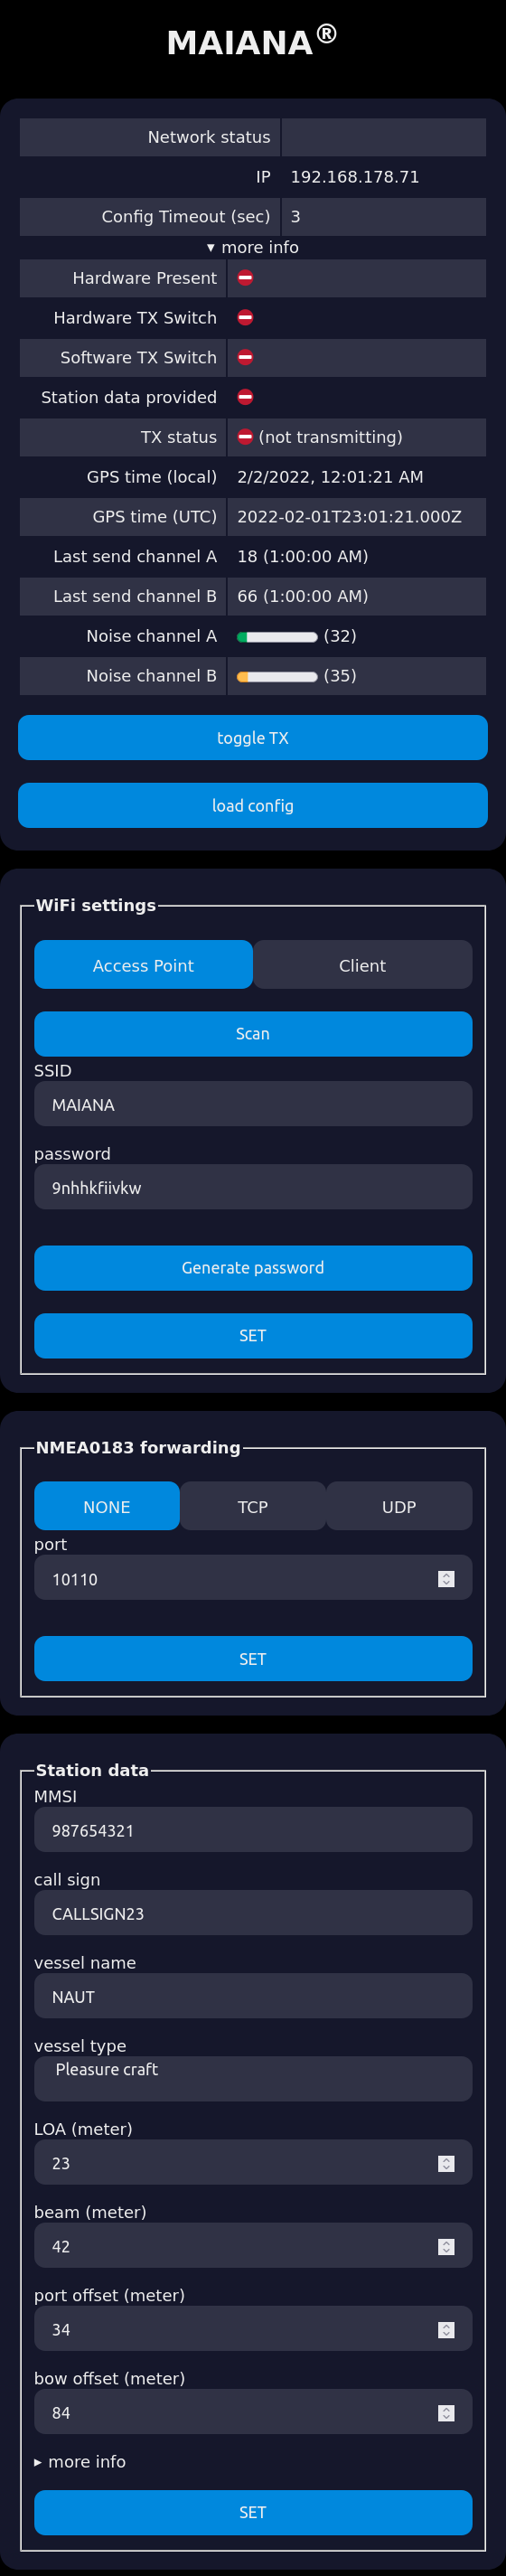 MAIANA®
Network status
IP 192.168.178.71
Config Timeout (sec) 3
▾ more info
Hardware Present
Hardware TX Switch
Software TX Switch
Station data provided
TX status (not transmitting)
GPS time (local) 2/2/2022, 12:01:21 AM
GPS time (UTC) 2022-02-01T23:01:21.000Z
Last send channel A 18 (1:00:00 AM)
Last send channel B 66 (1:00:00 AM)
Noise channel A (32)
Noise channel B (35)
toggle TX
load config
WiFi settings
Access Point Client
Scan
SSID
MAIANA
password
9nhhkfiivkw
Generate password
SET
NMEA0183 forwarding
NONE TCP UDP
port
10110
SET
Station data
MMSI
987654321
call sign
CALLSIGN23
vessel name
NAUT
vessel type
Pleasure craft
LOA (meter)
23
beam (meter)
42
port offset (meter)
34
bow offset (meter)
84
▸ more info
SET